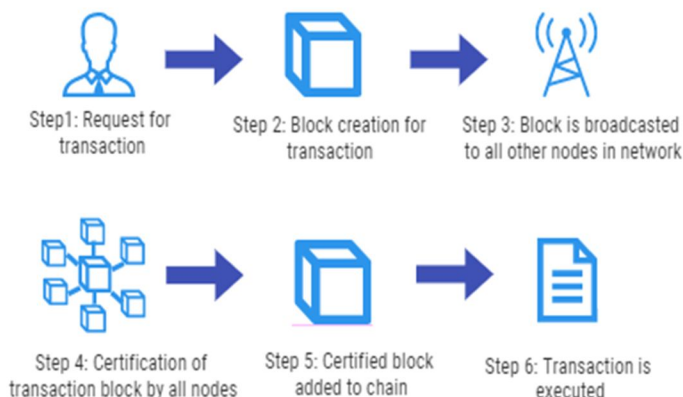 Step1: Request for
transaction
Step 2: Block creation for
transaction
Step 3: Block is broadcasted
to all other nodes in network
Step 4: Certification of
transaction block by all nodes
Step 5: Certified block
added to chain
Step 6: Transaction is
executed